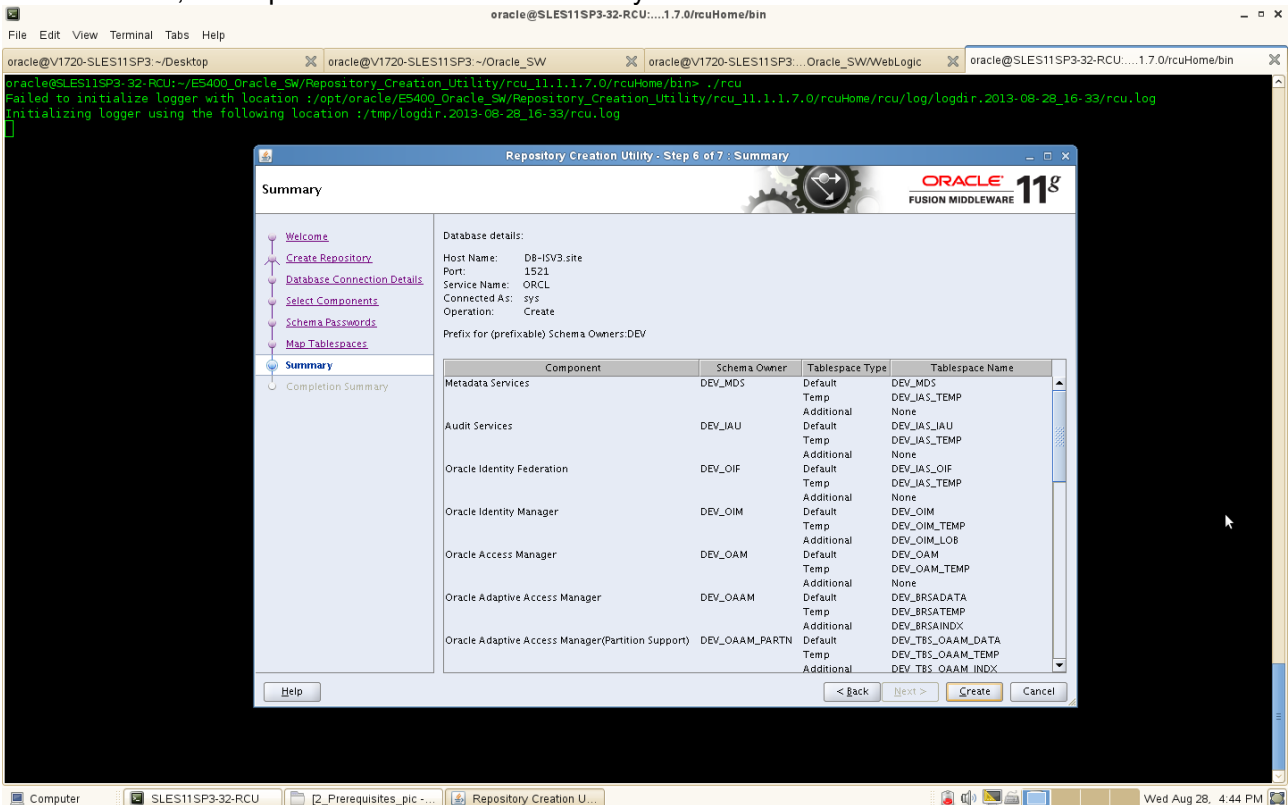 oracle@SLES11SP3-32-RCU:....1.7.0/rcuHome/bin
File Edit View Terminal Tabs Help
oracle@V1720-SLES11SP3:~/Desktop
oracle@V1720-SLES11SP3:~/Oracle_SW
oracle@V1720-SLES11SP3:...Oracle_SW/WebLogic
oracle@SLES11SP3-32-RCU:....1.7.0/rcuHome/bin
oracle@SLES11SP3-32-RCU:~/E5400_Oracle_SW/Repository_Creation_Utility/rcu_11.1.1.7.0/rcuHome/bin> ./rcu
Failed to initialize logger with location :/opt/oracle/E5400_Oracle_SW/Repository_Creation_Utility/rcu_11.1.1.7.0/rcuHome/rcu/log/logdir.2013-08-28_16-33/rcu.log
Initializing logger using the following location :/tmp/logdir.2013-08-28_16-33/rcu.log
Repository Creation Utility - Step 6 of 7 : Summary
Summary
ORACLE
FUSION MIDDLEWARE 11g
Welcome
Create Repository
Database Connection Details
Select Components
Schema Passwords
Map Tablespaces
Summary
Completion Summary
Database details:
Host Name: DB-ISV3.site
Port: 1521
Service Name: ORCL
Connected As: sys
Operation: Create
Prefix for (prefixable) Schema Owners:DEV
Component Schema Owner Tablespace Type Tablespace Name
Metadata Services DEV_MDS Default DEV_MDS
Temp DEV_IAS_TEMP
Additional None
Audit Services DEV_IAU Default DEV_IAS_IAU
Temp DEV_IAS_TEMP
Additional None
Oracle Identity Federation DEV_OIF Default DEV_IAS_OIF
Temp DEV_IAS_TEMP
Additional None
Oracle Identity Manager DEV_OIM Default DEV_OIM
Temp DEV_OIM_TEMP
Additional DEV_OIM_LOB
Oracle Access Manager DEV_OAM Default DEV_OAM
Temp DEV_OAM_TEMP
Additional None
Oracle Adaptive Access Manager DEV_OAAM Default DEV_BRSADATA
Temp DEV_BRSATEMP
Additional DEV_BRSAINDX
Oracle Adaptive Access Manager(Partition Support) DEV_OAAM_PARTN Default DEV_TBS_OAAM_DATA
Temp DEV_TBS_OAAM_TEMP
Additional DEV_TBS_OAAM_INDX
Help
< Back Next > Create Cancel
Computer SLES11SP3-32-RCU [2_Prerequisites_pic -... Repository Creation U... Wed Aug 28, 4:44 PM